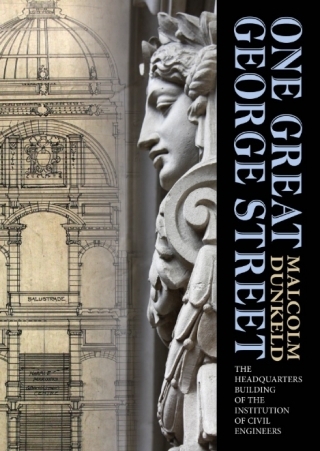 ONE GREAT
GEORGE STREET
MALCOLM
DUNKELD
THE
HEADQUARTERS
BUILDING
OF THE
INSTITUTION
OF CIVIL
ENGINEERS
BALUSTRADE